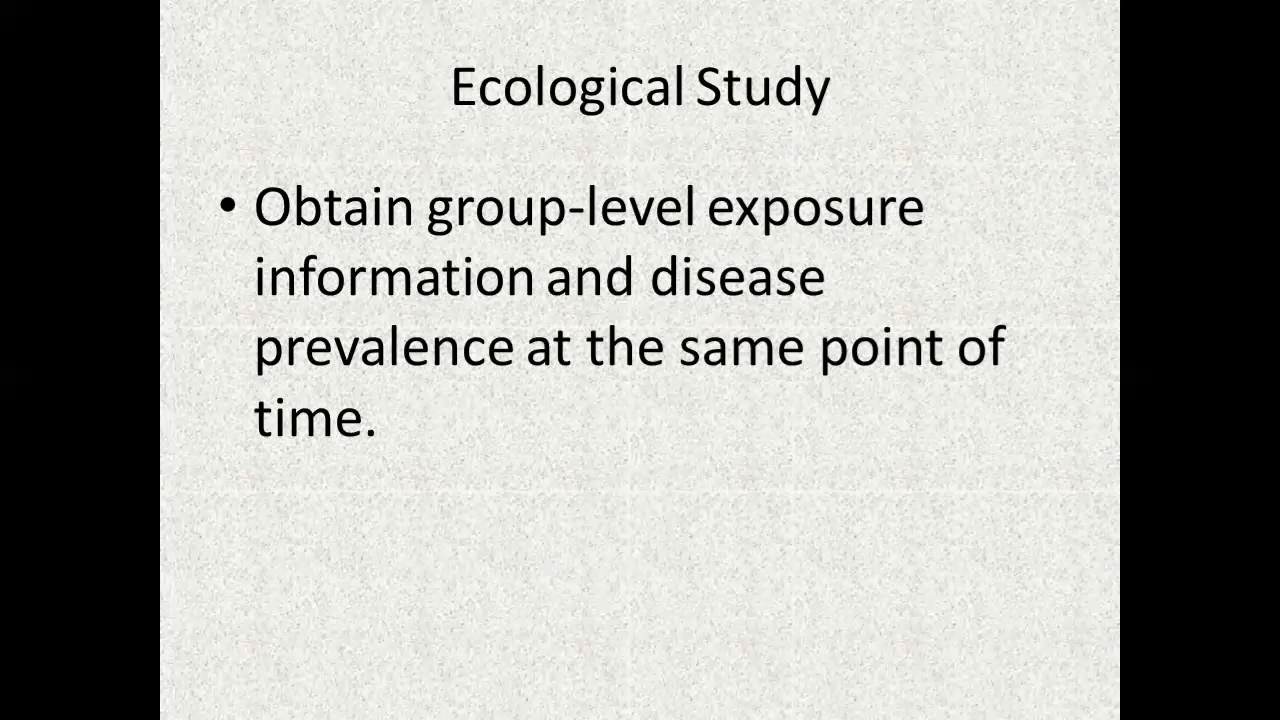 Ecological Study
• Obtain group-level exposure
information and disease
prevalence at the same point of
time.